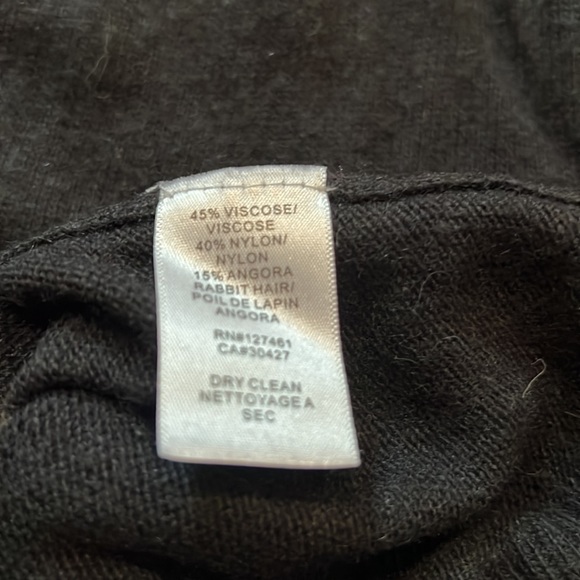 45% VISCOSE/
VISCOSE
40% NYLON/
NYLON
15% ANGORA
RABBIT HAIR/
POIL DE LAPIN
ANGORA
RN#127461
CA#30427
DRY CLEAN
NETTOYAGE A
SEC